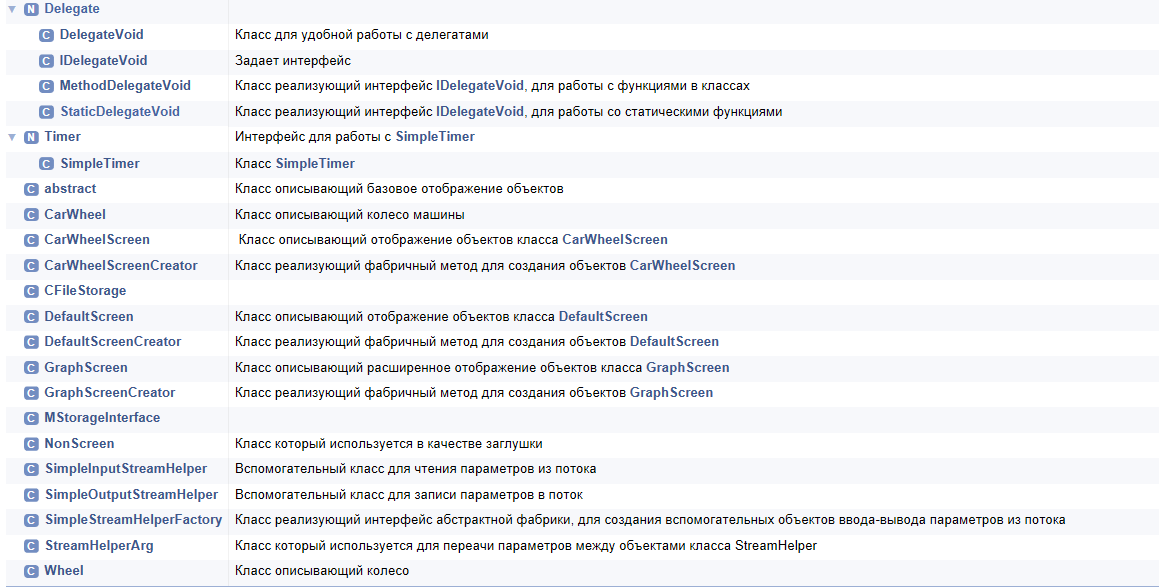 N Delegate
C DelegateVoid Класс для удобной работы с делегатами
C IDelegateVoid Задает интерфейс
C MethodDelegateVoid Класс реализующий интерфейс IDelegateVoid, для работы с функциями в классах
C StaticDelegateVoid Класс реализующий интерфейс IDelegateVoid, для работы со статическими функциями
N Timer Интерфейс для работы с SimpleTimer
C SimpleTimer Класс SimpleTimer
C abstract Класс описывающий базовое отображение объектов
C CarWheel Класс описывающий колесо машины
C CarWheelScreen Класс описывающий отображение объектов класса CarWheelScreen
C CarWheelScreenCreator Класс реализующий фабричный метод для создания объектов CarWheelScreen
C CFileStorage
C DefaultScreen Класс описывающий отображение объектов класса DefaultScreen
C DefaultScreenCreator Класс реализующий фабричный метод для создания объектов DefaultScreen
C GraphScreen Класс описывающий расширенное отображение объектов класса GraphScreen
C GraphScreenCreator Класс реализующий фабричный метод для создания объектов GraphScreen
C MStorageInterface
C NonScreen Класс который используется в качестве заглушки
C SimpleInputStreamHelper Вспомогательный класс для чтения параметров из потока
C SimpleOutputStreamHelper Вспомогательный класс для записи параметров в поток
C SimpleStreamHelperFactory Класс реализующий интерфейс абстрактной фабрики, для создания вспомогательных объектов ввода-вывода параметров из потока
C StreamHelperArg Класс который используется для переачи параметров между объектами класса StreamHelper
C Wheel Класс описывающий колесо